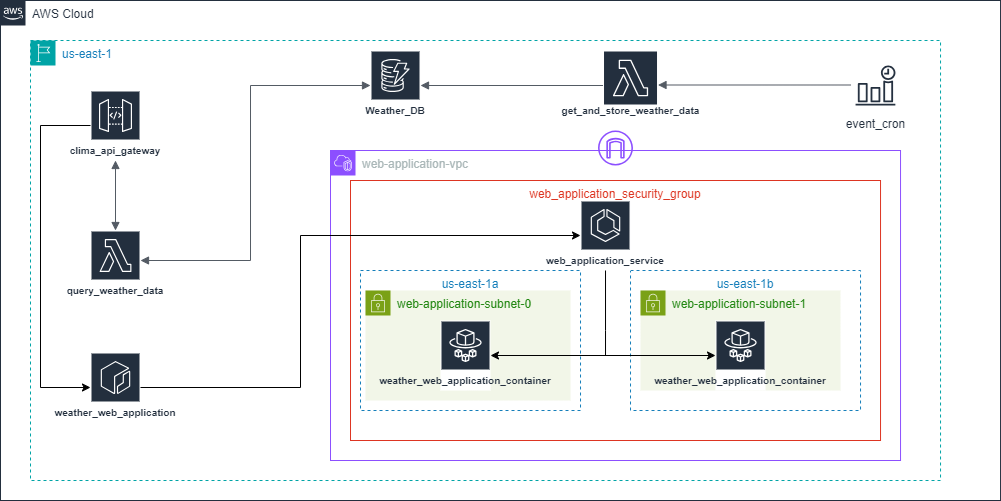 aws
AWS Cloud
us-east-1
Weather_DB
get_and_store_weather_data
event_cron
clima_api_gateway
web-application-vpc
web_application_security_group
web_application_service
query_weather_data
us-east-1a
us-east-1b
web-application-subnet-0
web-application-subnet-1
weather_web_application_container
weather_web_application_container
weather_web_application